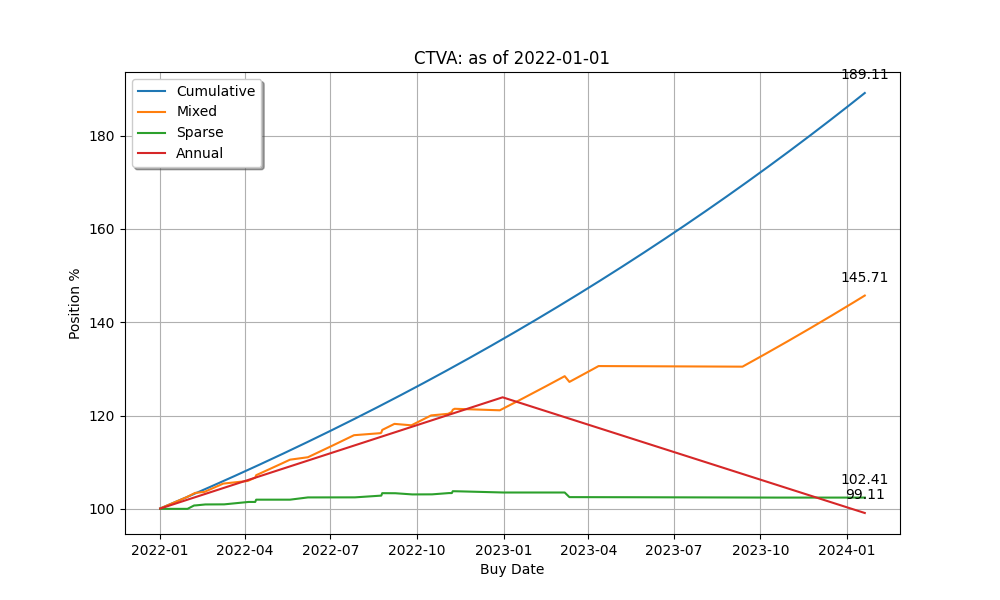 CTVA: as of 2022-01-01
189.11
Cumulative
Mixed
Sparse
Annual
180
160
145.71
140
Position %
120
102.41
99.11
100
2022-01 2022-04 2022-07 2022-10 2023-01 2023-04 2023-07 2023-10 2024-01
Buy Date